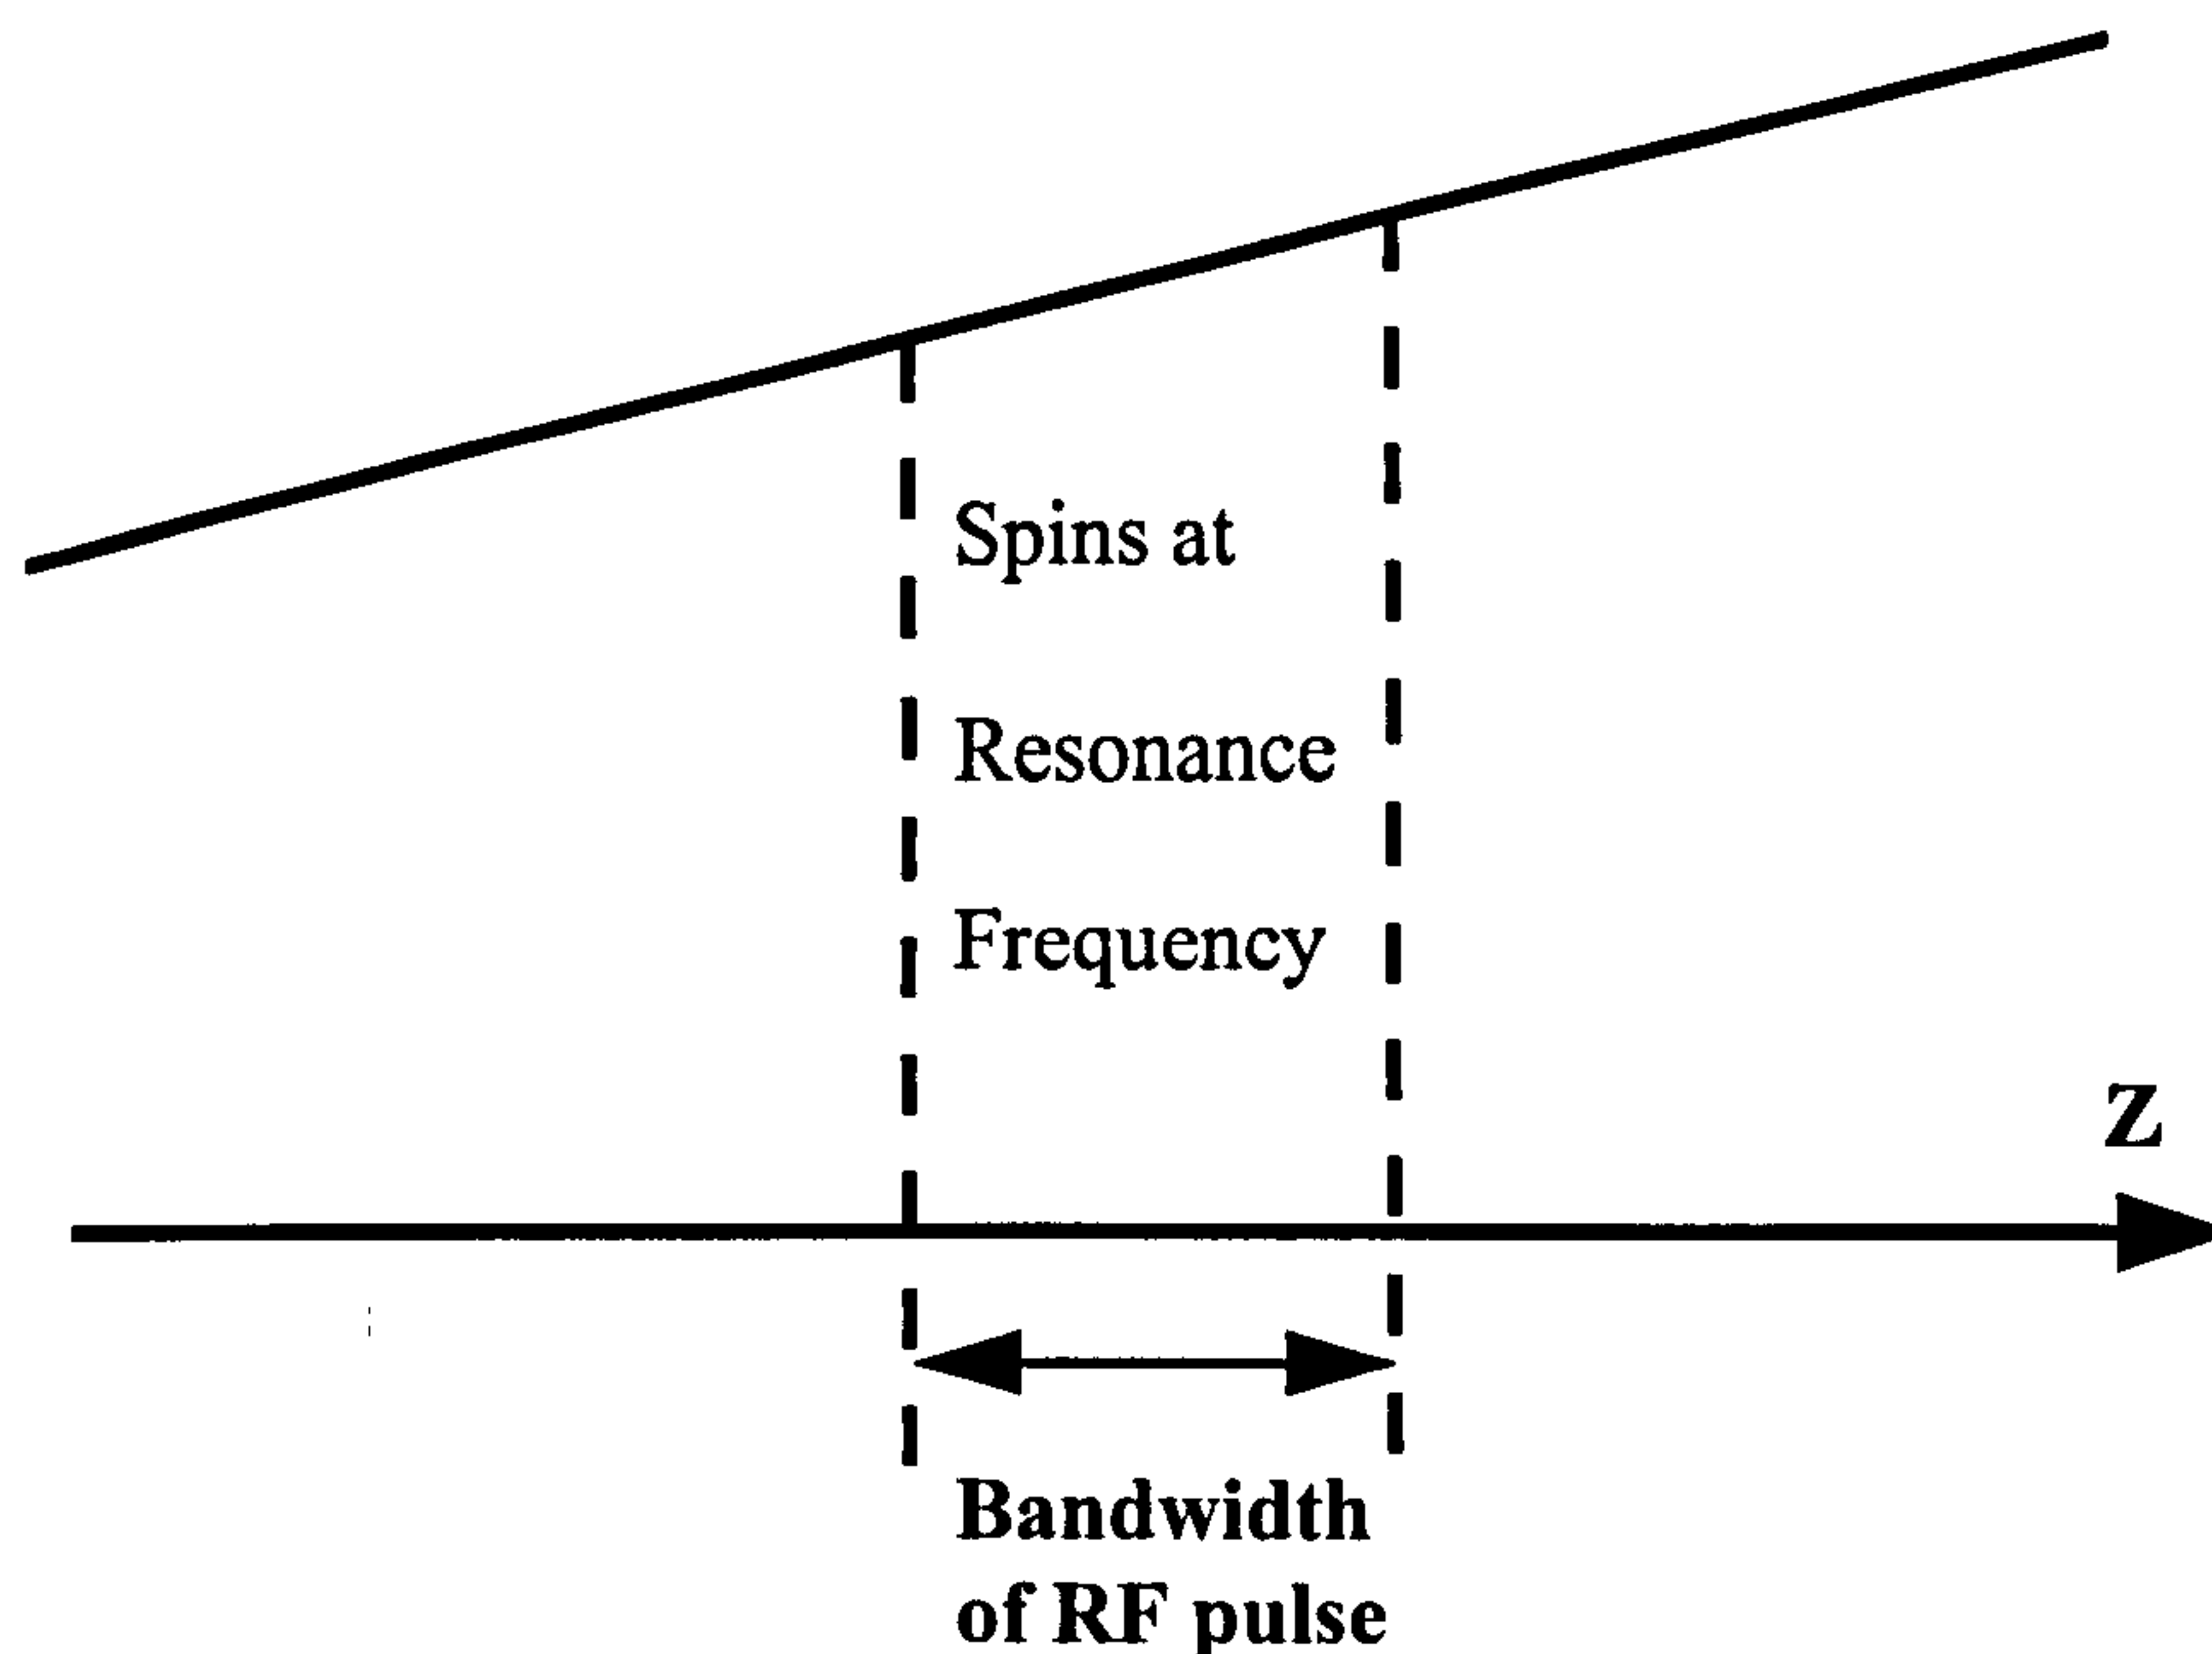 Spins at
Resonance
Frequency
Z
Bandwidth
of RF pulse